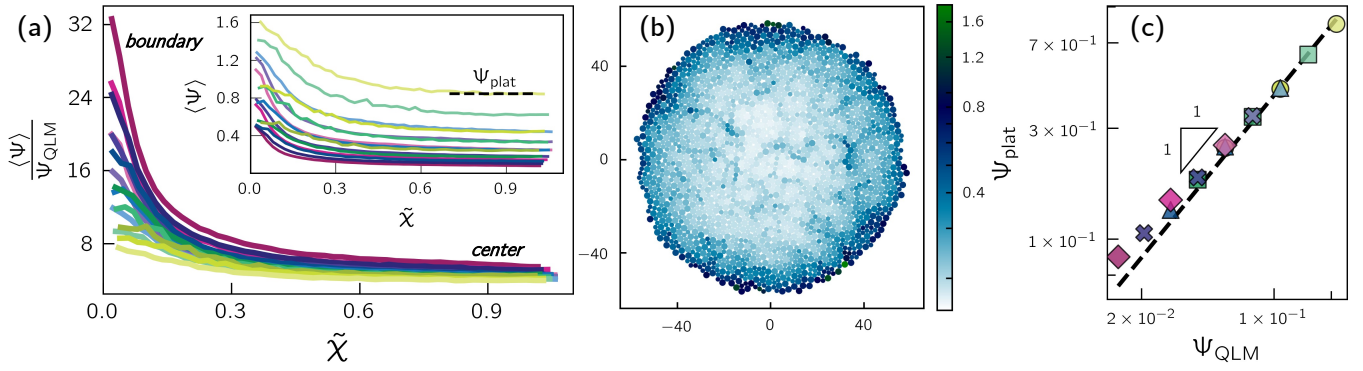 (a)
32
24
16
8
⟨Ψ⟩
Ψ_QLM
boundary
center
0.0
0.3
0.6
0.9
χ̃
1.6
1.2
0.8
0.4
⟨Ψ⟩
Ψ_plat
0.0
0.3
0.6
0.9
χ̃
(b)
40
20
0
−20
−40
−40
0
40
1.6
1.2
0.8
0.4
(c)
Ψ_plat
7 × 10⁻¹
3 × 10⁻¹
1 × 10⁻¹
1
1
2 × 10⁻²
1 × 10⁻¹
Ψ_QLM